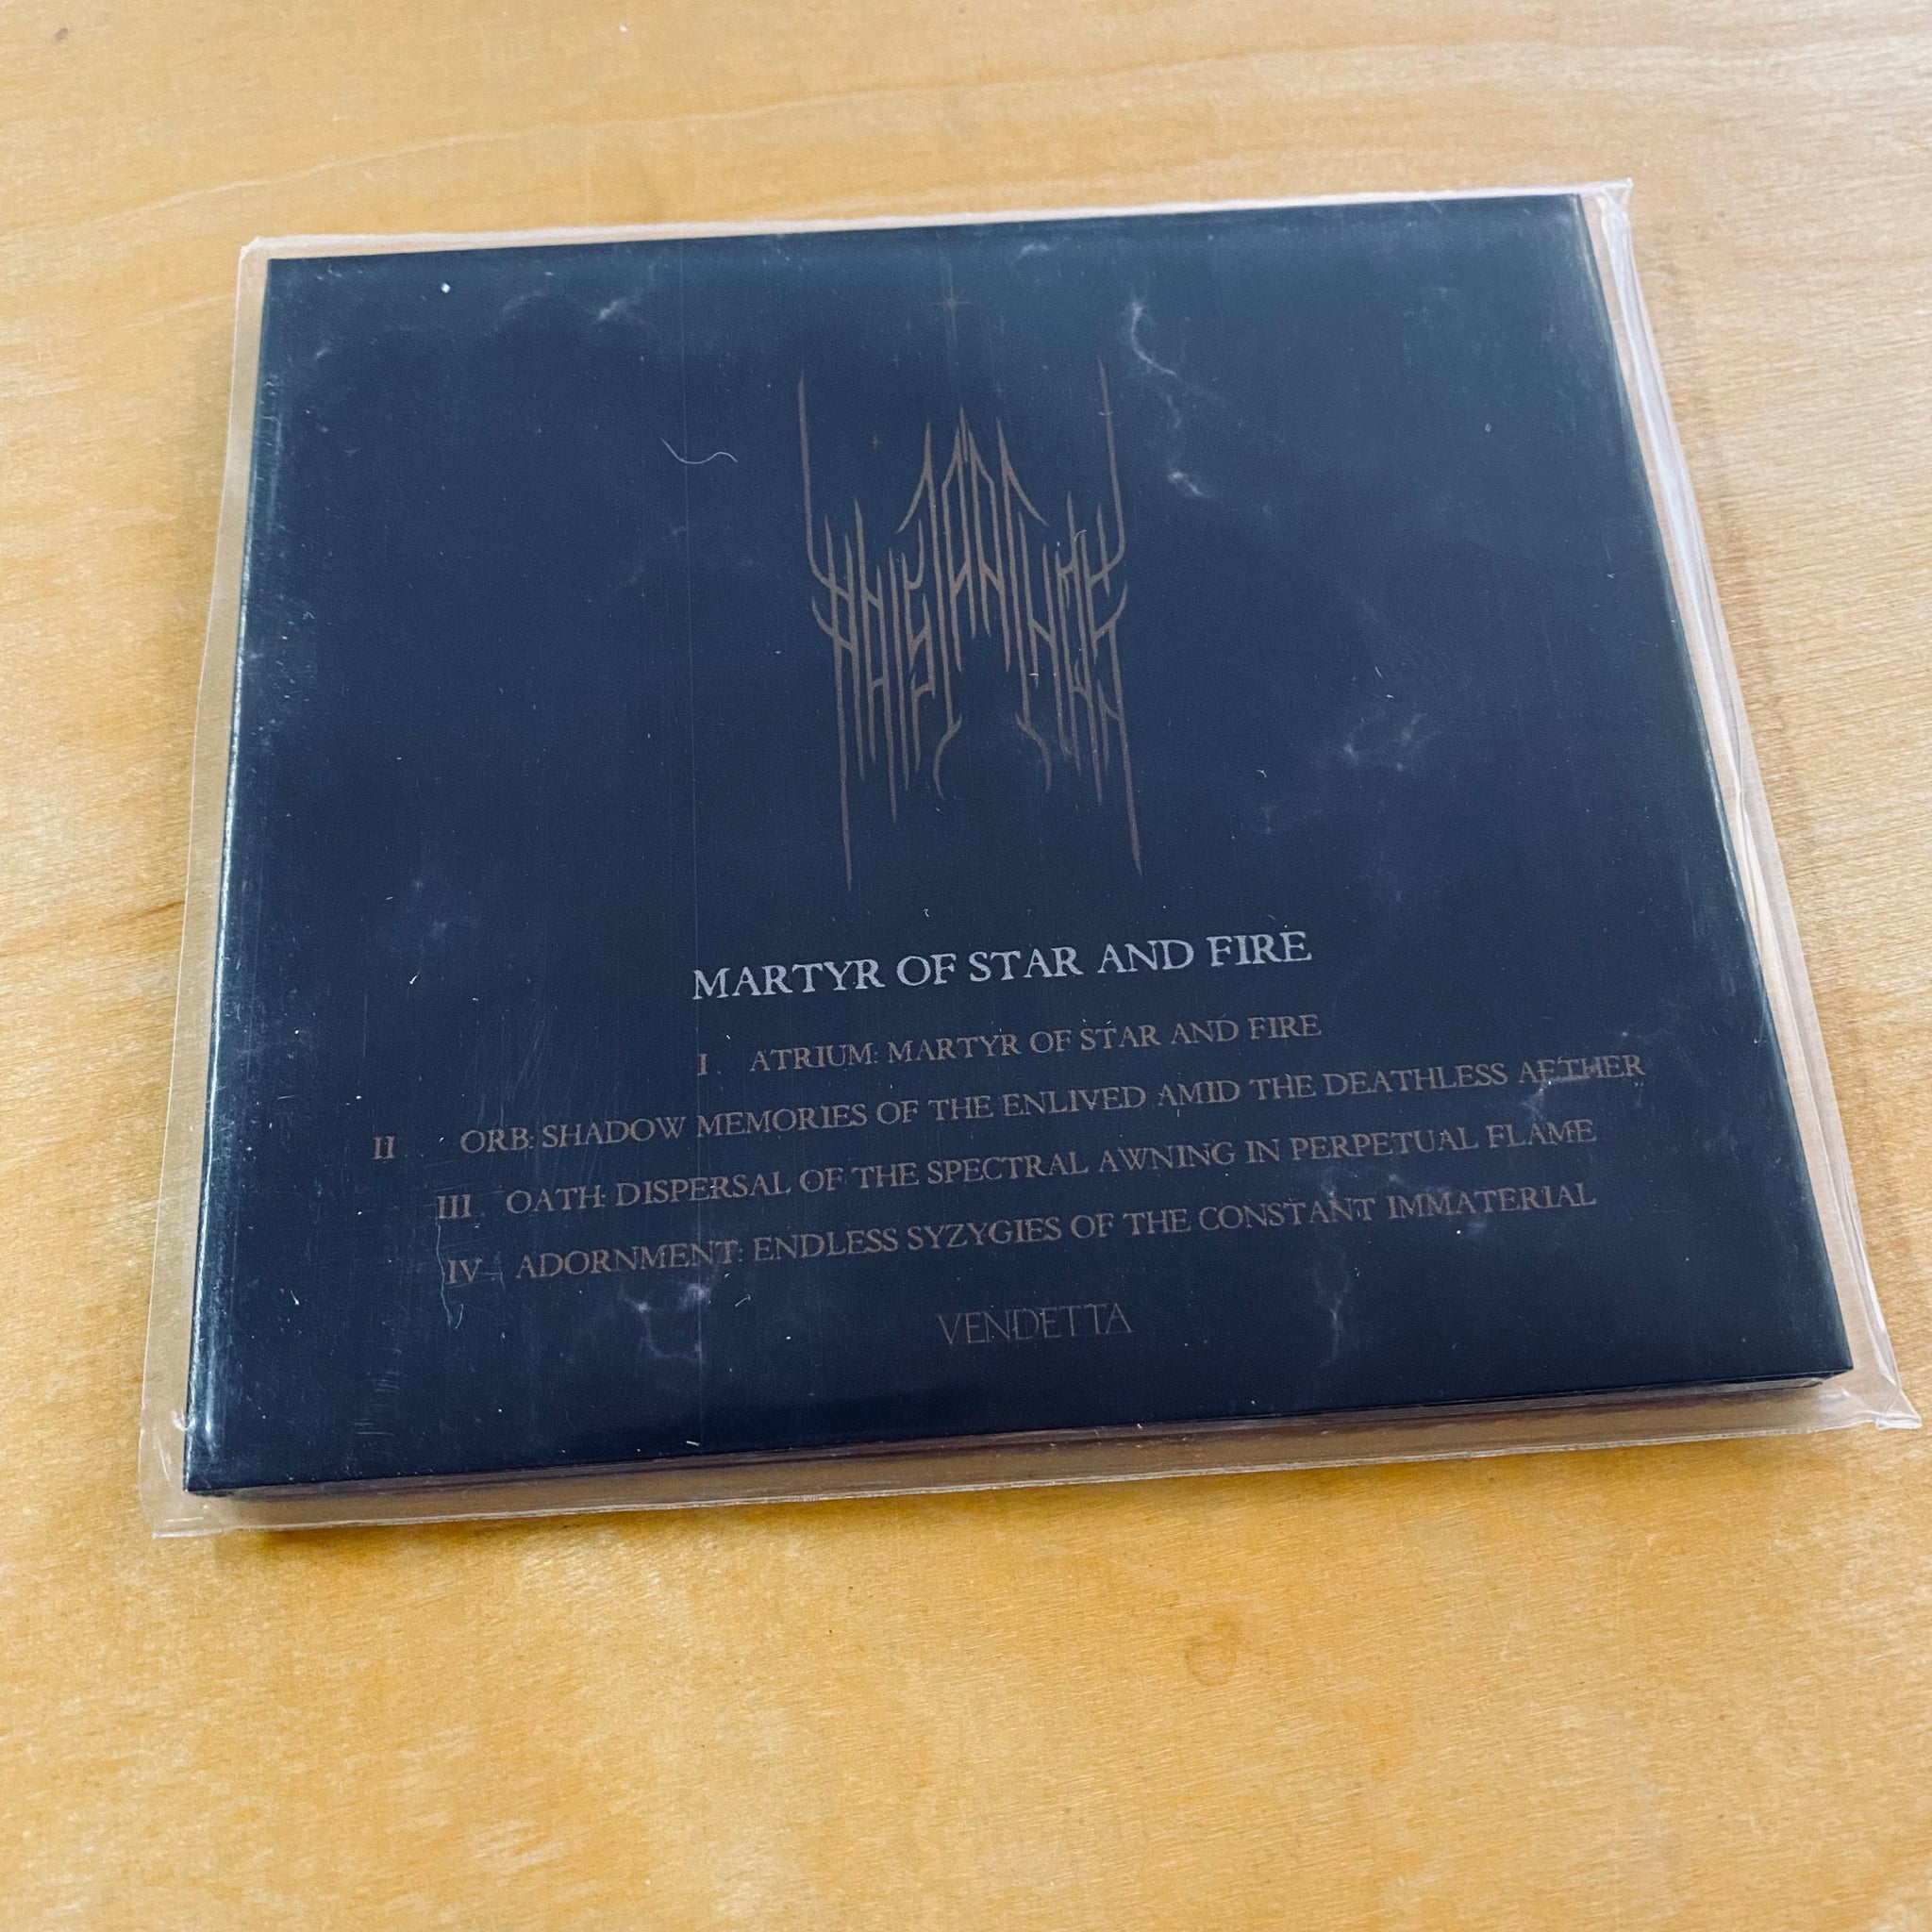 MARTYR OF STAR AND FIRE
I ATRIUM: MARTYR OF STAR AND FIRE
II ORB: SHADOW MEMORIES OF THE ENLIVED AMID THE DEATHLESS AETHER
III OATH: DISPERSAL OF THE SPECTRAL AWNING IN PERPETUAL FLAME
IV ADORNMENT: ENDLESS SYZYGIES OF THE CONSTANT IMMATERIAL
VENDETTA